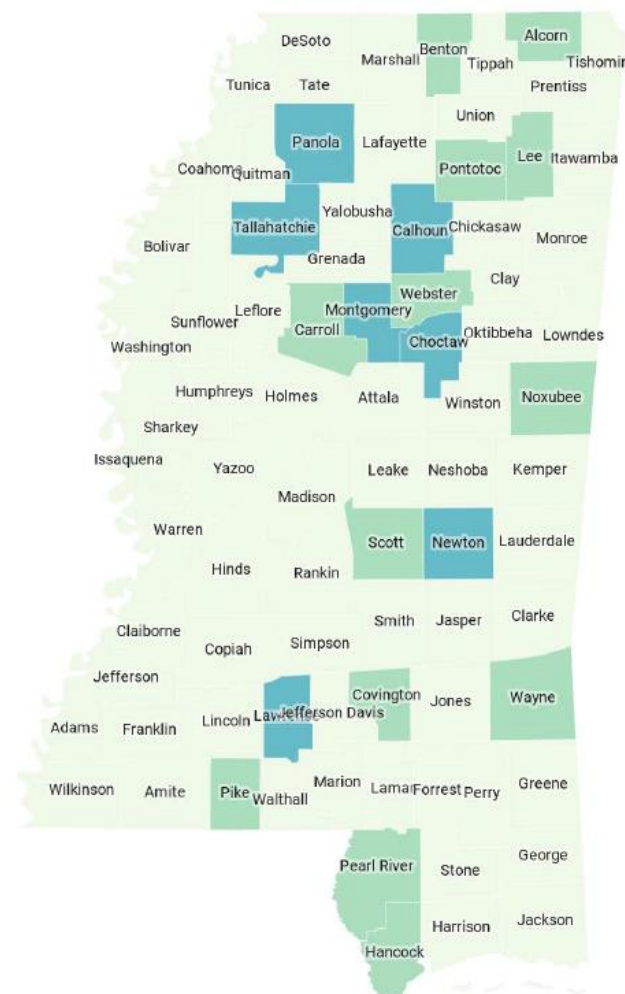 DeSoto
Marshall
Benton
Alcorn
Tippah
Tishomin
Tunica
Tate
Prentiss
Union
Panola
Lafayette
Pontotoc
Lee
Itawamba
Coahoma
Quitman
Tallahatchie
Yalobusha
Calhoun
Chickasaw
Monroe
Bolivar
Grenada
Clay
Webster
Leflore
Montgomery
Sunflower
Carroll
Oktibbeha
Lowndes
Washington
Choctaw
Humphreys
Holmes
Attala
Winston
Noxubee
Sharkey
Issaquena
Yazoo
Leake
Neshoba
Kemper
Madison
Warren
Scott
Newton
Lauderdale
Hinds
Rankin
Smith
Jasper
Clarke
Claiborne
Copiah
Simpson
Jefferson
Covington
Jones
Wayne
Adams
Franklin
Lincoln
Lawrence
Jefferson Davis
Wilkinson
Amite
Pike
Walthall
Marion
Lamar
Forrest
Perry
Greene
Pearl River
Stone
George
Hancock
Harrison
Jackson